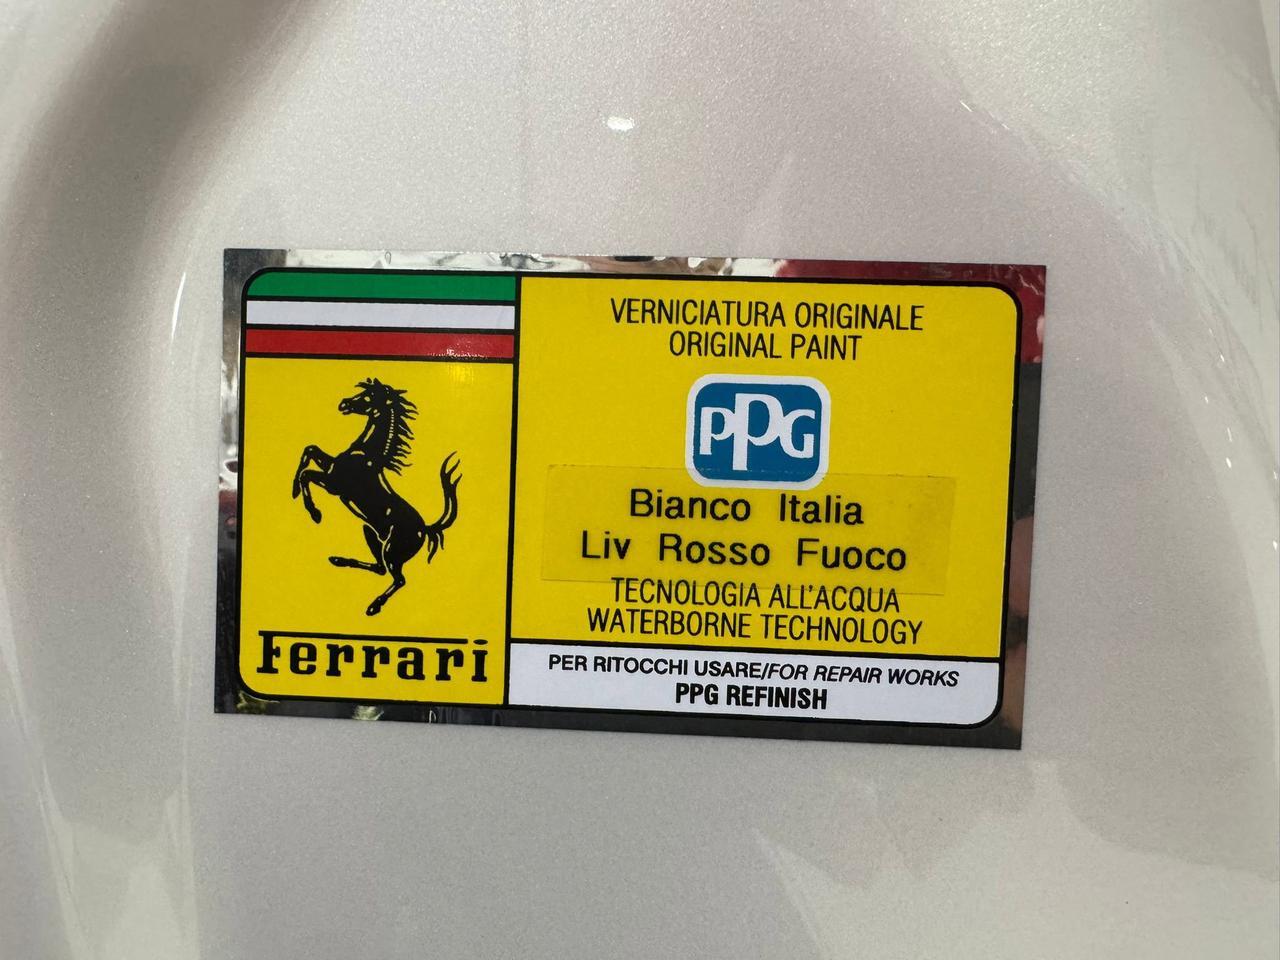 Ferrari
VERNICIATURA ORIGINALE
ORIGINAL PAINT
PPG
Bianco Italia
Liv Rosso Fuoco
TECNOLOGIA ALL'ACQUA
WATERBORNE TECHNOLOGY
PER RITOCCHI USARE/FOR REPAIR WORKS
PPG REFINISH